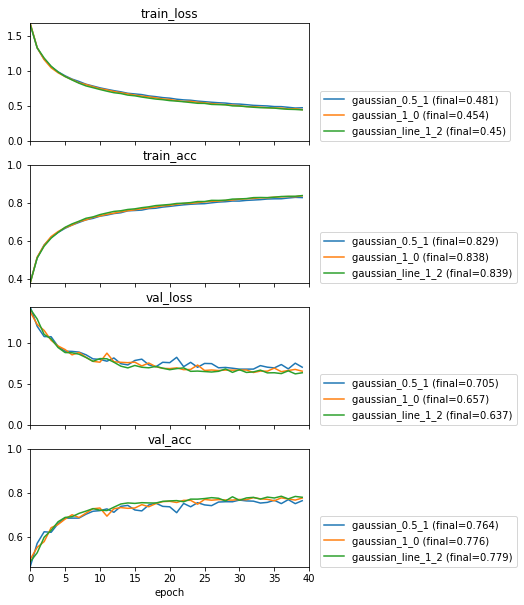 train_loss
1.5
1.0
0.5
0.0
gaussian_0.5_1 (final=0.481)
gaussian_1_0 (final=0.454)
gaussian_line_1_2 (final=0.45)
train_acc
1.0
0.8
0.6
0.4
gaussian_0.5_1 (final=0.829)
gaussian_1_0 (final=0.838)
gaussian_line_1_2 (final=0.839)
val_loss
1.0
0.5
0.0
gaussian_0.5_1 (final=0.705)
gaussian_1_0 (final=0.657)
gaussian_line_1_2 (final=0.637)
val_acc
1.0
0.8
0.6
gaussian_0.5_1 (final=0.764)
gaussian_1_0 (final=0.776)
gaussian_line_1_2 (final=0.779)
0 5 10 15 20 25 30 35 40
epoch